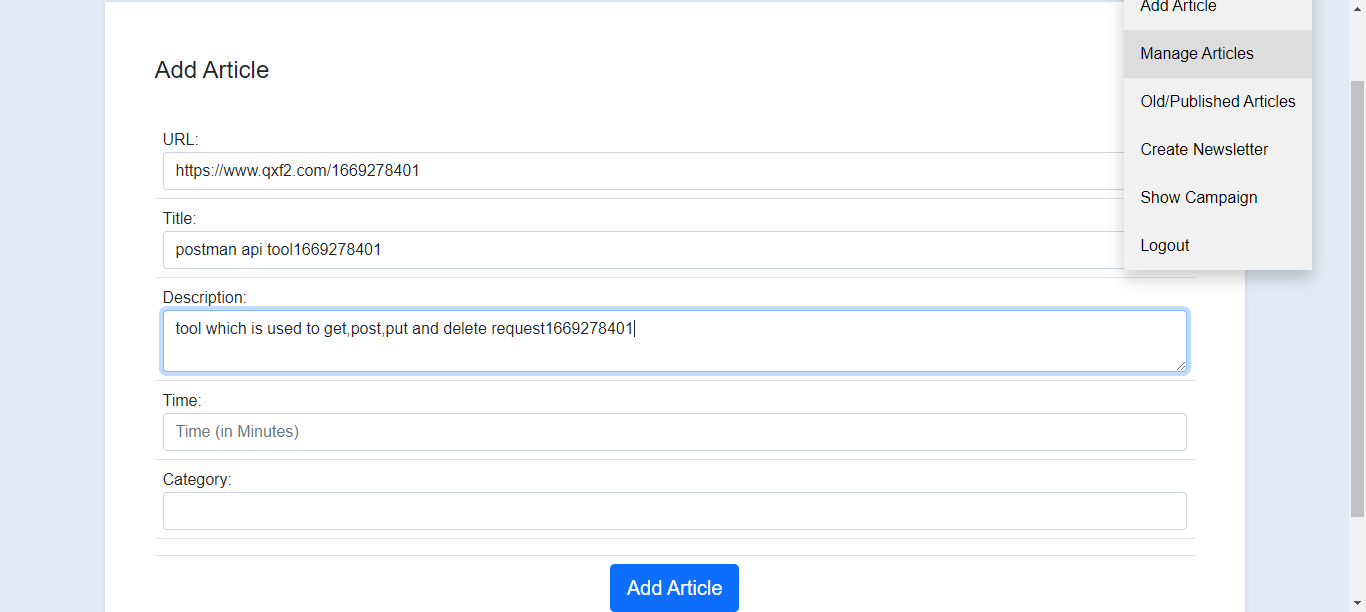 Add Article
Manage Articles
Old/Published Articles
Create Newsletter
Show Campaign
Logout
Add Article
URL:
https://www.qxf2.com/1669278401
Title:
postman api tool1669278401
Description:
tool which is used to get,post,put and delete request1669278401
Time:
Time (in Minutes)
Category:
Add Article